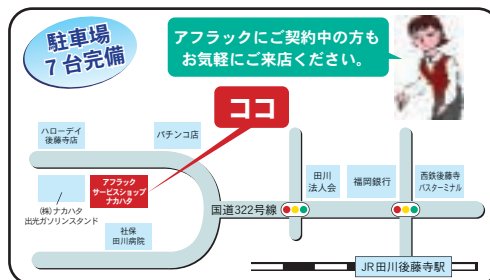 駐車場
7台完備
アフラックにご契約中の方も
お気軽にご来店ください。
ココ
ハローデイ
後藤寺店
パチンコ店
アフラック
サービスショップ
ナカハタ
(株)ナカハタ
出光ガソリンスタンド
社保
田川病院
国道322号線
田川
法人会
福岡銀行
西鉄後藤寺
バスターミナル
JR田川後藤寺駅